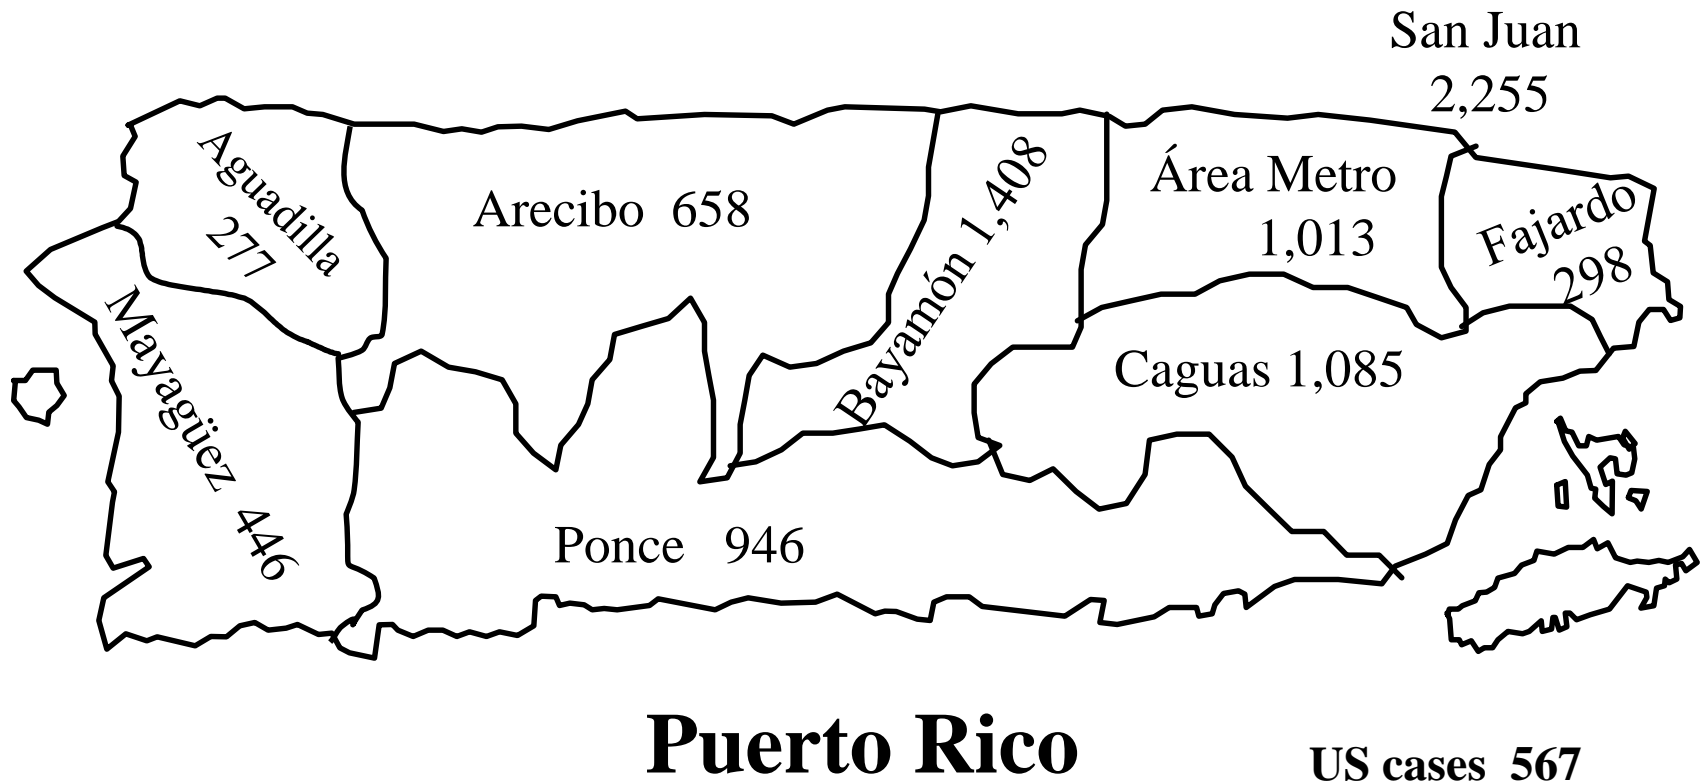 San Juan
2,255
Aguadilla
277
Arecibo 658
Bayamón 1,408
Área Metro
1,013
Fajardo
298
Mayagüez 446
Caguas 1,085
Ponce 946
Puerto Rico
US cases 567